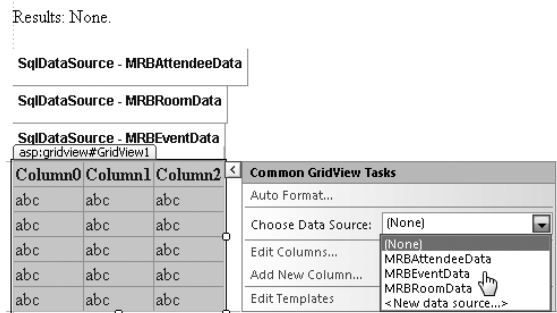 Results: None.
SqlDataSource - MRBAttendeeData
SqlDataSource - MRBRoomData
SqlDataSource - MRBEventData
asp:gridview#GridView1
Column0 Column1 Column2 < Common GridView Tasks
abc abc abc Auto Format...
abc abc abc Choose Data Source: (None)
(None)
abc abc abc Edit Columns... MRBAttendeeData
MRBEventData
abc abc abc Add New Column... MRBRoomData
abc abc abc Edit Templates <New data source...>